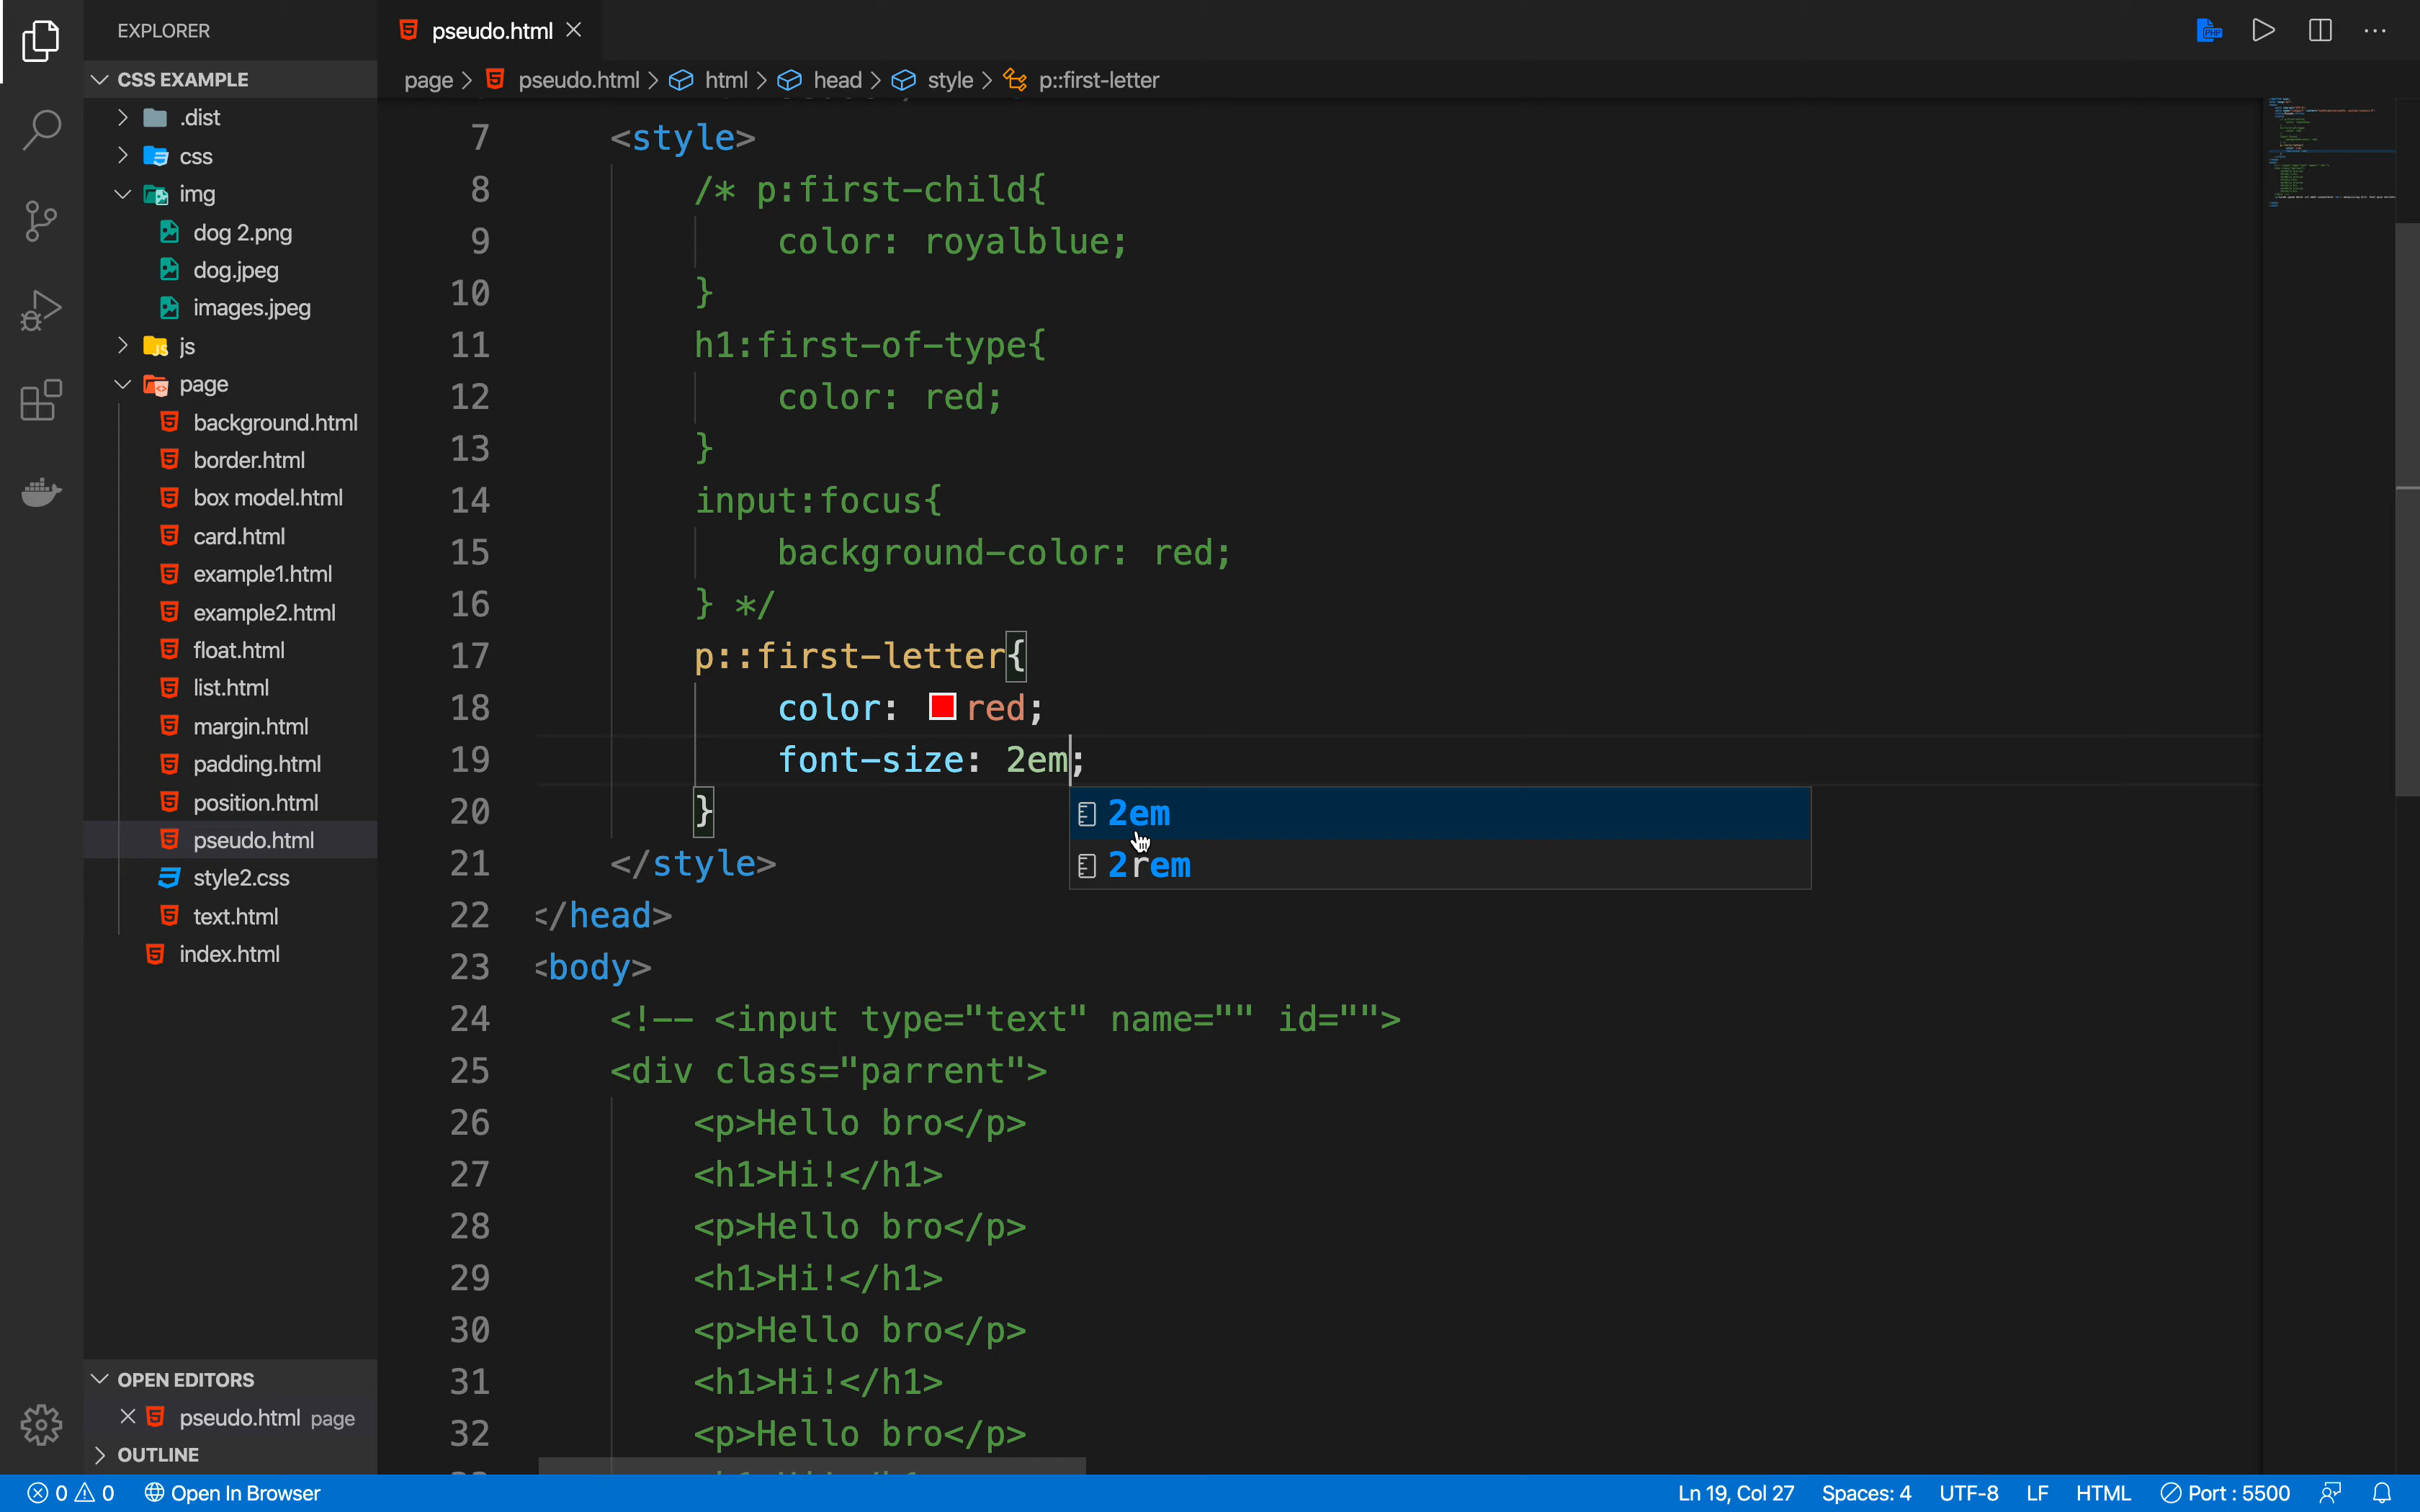 EXPLORER
CSS EXAMPLE
.dist
css
img
dog 2.png
dog.jpeg
images.jpeg
js
page
background.html
border.html
box model.html
card.html
example1.html
example2.html
float.html
list.html
margin.html
padding.html
position.html
pseudo.html
style2.css
text.html
index.html
OPEN EDITORS
pseudo.html page
OUTLINE
pseudo.html
page > pseudo.html > html > head > style > p::first-letter
7 <style>
8 /* p:first-child{
9 color: royalblue;
10 }
11 h1:first-of-type{
12 color: red;
13 }
14 input:focus{
15 background-color: red;
16 } */
17 p::first-letter{
18 color: red;
19 font-size: 2em;
20 }
2em
2rem
21 </style>
22 </head>
23 <body>
24 <!-- <input type="text" name="" id="">
25 <div class="parrent">
26 <p>Hello bro</p>
27 <h1>Hi!</h1>
28 <p>Hello bro</p>
29 <h1>Hi!</h1>
30 <p>Hello bro</p>
31 <h1>Hi!</h1>
32 <p>Hello bro</p>
0 0 Open In Browser
Ln 19, Col 27 Spaces: 4 UTF-8 LF HTML Port : 5500